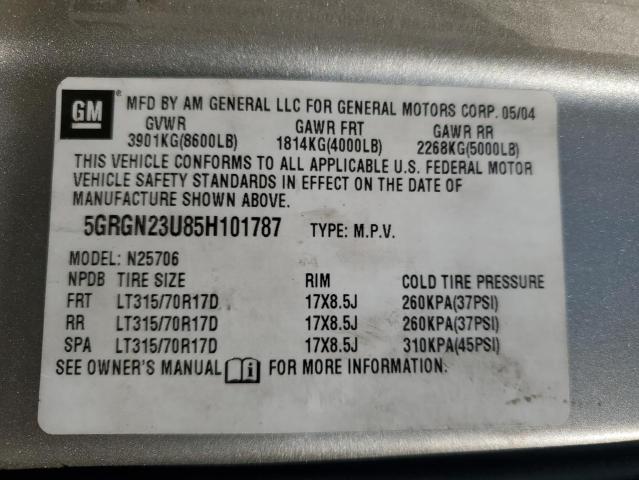 GM® MFD BY AM GENERAL LLC FOR GENERAL MOTORS CORP. 05/04
GVWR GAWR FRT GAWR RR
3901KG(8600LB) 1814KG(4000LB) 2268KG(5000LB)
THIS VEHICLE CONFORMS TO ALL APPLICABLE U.S. FEDERAL MOTOR
VEHICLE SAFETY STANDARDS IN EFFECT ON THE DATE OF
MANUFACTURE SHOWN ABOVE.
5GRGN23U85H101787 TYPE: M.P.V.
MODEL: N25706
NPDB TIRE SIZE RIM COLD TIRE PRESSURE
FRT LT315/70R17D 17X8.5J 260KPA(37PSI)
RR LT315/70R17D 17X8.5J 260KPA(37PSI)
SPA LT315/70R17D 17X8.5J 310KPA(45PSI)
SEE OWNER'S MANUAL FOR MORE INFORMATION.